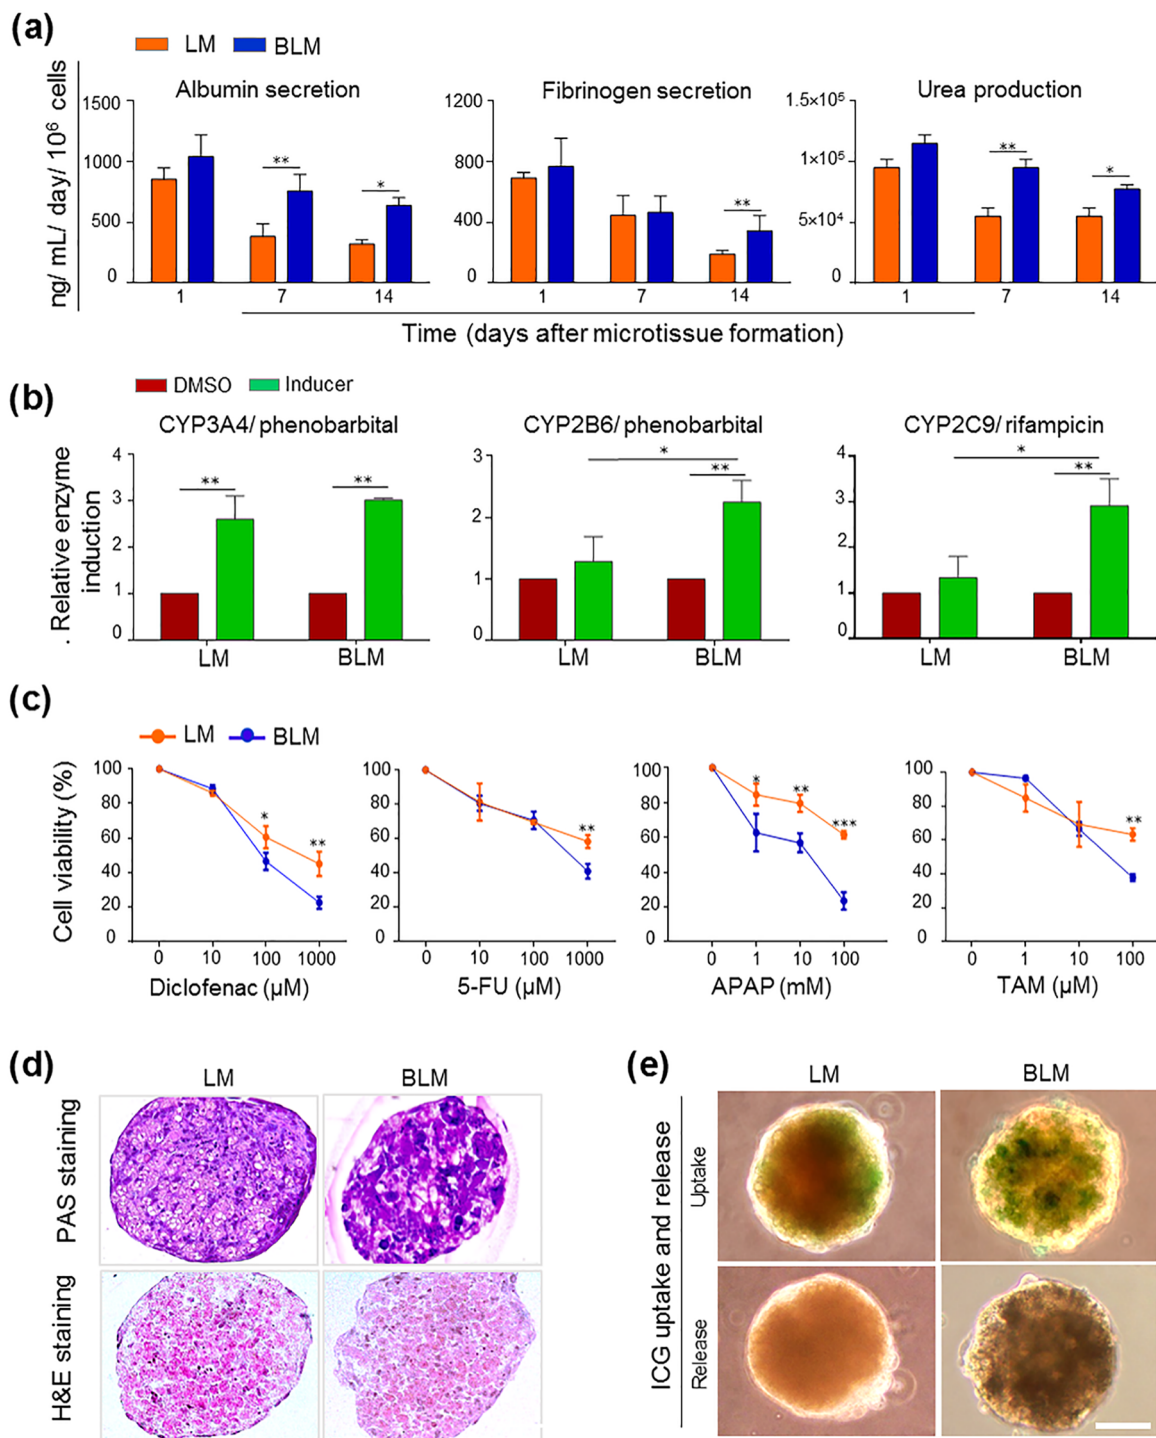 (a)
LM BLM
ng/ mL/ day/ 10⁶ cells
Albumin secretion
1500
1000
500
0
1 7 14
** *
Fibrinogen secretion
1200
800
400
0
1 7 14
**
Urea production
1.5×10⁵
1×10⁵
5×10⁴
0
1 7 14
** *
Time (days after microtissue formation)
(b)
DMSO Inducer
. Relative enzyme
induction
CYP3A4/ phenobarbital
4
3
2
1
0
** **
LM BLM
CYP2B6/ phenobarbital
3
2
1
0
*
**
LM BLM
CYP2C9/ rifampicin
4
3
2
1
0
*
**
LM BLM
(c)
LM BLM
Cell viability (%)
100
80
60
40
20
0
* **
0 10 100 1000
Diclofenac (µM)
100
80
60
40
20
0
**
0 10 100 1000
5-FU (µM)
100
80
60
40
20
0
* ** ***
0 1 10 100
APAP (mM)
100
80
60
40
20
0
**
0 1 10 100
TAM (µM)
(d)
LM BLM
PAS staining
H&E staining
(e)
LM BLM
ICG uptake and release
Uptake
Release